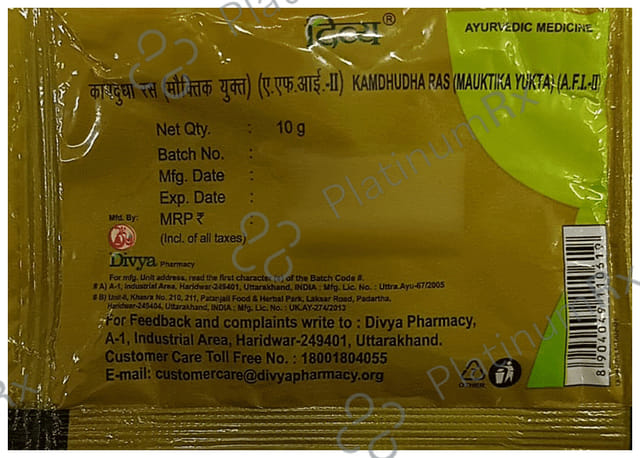 दिव्य®
AYURVEDIC MEDICINE
कामदुधा रस (मौक्तिक युक्त) (ए.एफ.आई.-II) KAMDHUDHA RAS (MAUKTIKA YUKTA) (A.F.I.-II)
Net Qty. : 10 g
Batch No. :
Mfg. Date :
Exp. Date :
MRP ₹ :
(Incl. of all taxes)
Mfd. By:
Divya Pharmacy
For mfg. Unit address, read the first character(s) of the Batch Code #.
# A) A-1, Industrial Area, Haridwar-249401, Uttarakhand, INDIA : Mfg. Lic. No. : Uttra.Ayu-67/2005
# B) Unit-II, Khasra No. 210, 211, Patanjali Food & Herbal Park, Laksar Road, Padartha,
Haridwar-249404, Uttarakhand, INDIA : Mfg. Lic. No. : UK.AY-274/2013
For Feedback and complaints write to : Divya Pharmacy,
A-1, Industrial Area, Haridwar-249401, Uttarakhand.
Customer Care Toll Free No. : 18001804055
E-mail: customercare@divyapharmacy.org
OTHER
8904049110619
PlatinumRx
PlatinumRx
PlatinumRx